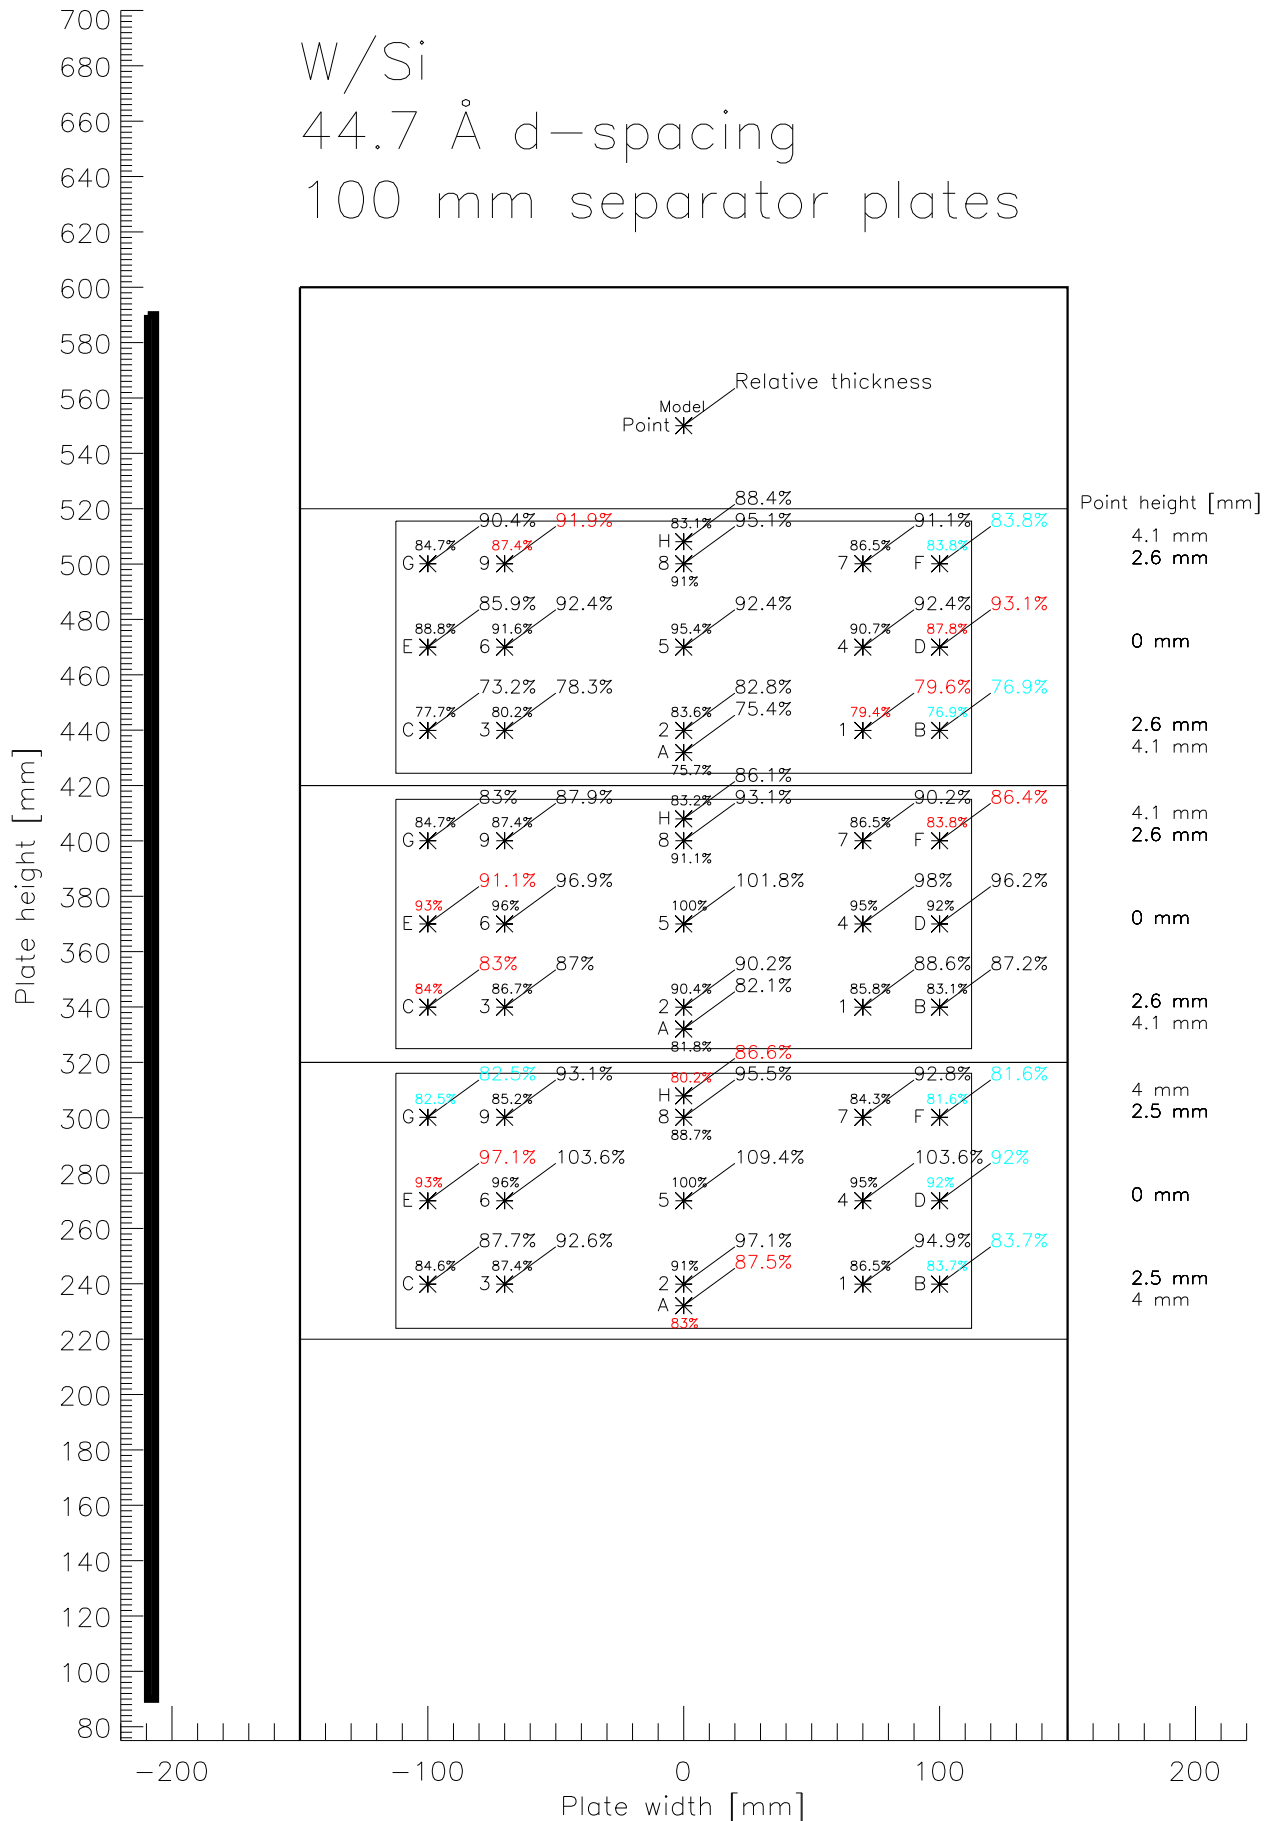 W/Si
44.7 Å d-spacing
100 mm separator plates
700
680
660
640
620
600
580
560
540
520
500
480
460
440
420
400
380
360
340
320
300
280
260
240
220
200
180
160
140
120
100
80
Plate height [mm]
Relative thickness
Model
Point
Point height [mm]
88.4%
90.4% 91.9% 83.1% 95.1% 91.1% 83.8%
H 4.1 mm
84.7% 87.4% 86.5% 83.8%
G 9 8 7 F 2.6 mm
91%
85.9% 92.4% 92.4% 92.4% 93.1%
88.8% 91.6% 95.4% 90.7% 87.8%
E 6 5 4 D 0 mm
73.2% 78.3% 82.8% 79.6% 76.9%
77.7% 80.2% 83.6% 75.4% 79.4% 76.9%
C 3 2 1 B 2.6 mm
A 4.1 mm
75.7%
86.1%
83% 87.9% 83.2% 93.1% 90.2% 86.4%
H 4.1 mm
84.7% 87.4% 86.5% 83.8%
G 9 8 7 F 2.6 mm
91.1%
91.1% 96.9% 101.8% 98% 96.2%
93% 96% 100% 95% 92%
E 6 5 4 D 0 mm
83% 87% 90.2% 88.6% 87.2%
84% 86.7% 90.4% 82.1% 85.8% 83.1%
C 3 2 1 B 2.6 mm
A 4.1 mm
81.8%
86.6%
82.5% 93.1% 80.2% 95.5% 92.8% 81.6%
H 4 mm
82.5% 85.2% 84.3% 81.6%
G 9 8 7 F 2.5 mm
88.7%
97.1% 103.6% 109.4% 103.6% 92%
93% 96% 100% 95% 92%
E 6 5 4 D 0 mm
87.7% 92.6% 97.1% 94.9% 83.7%
84.6% 87.4% 91% 87.5% 86.5% 83.7%
C 3 2 1 B 2.5 mm
A 4 mm
83%
-200 -100 0 100 200
Plate width [mm]